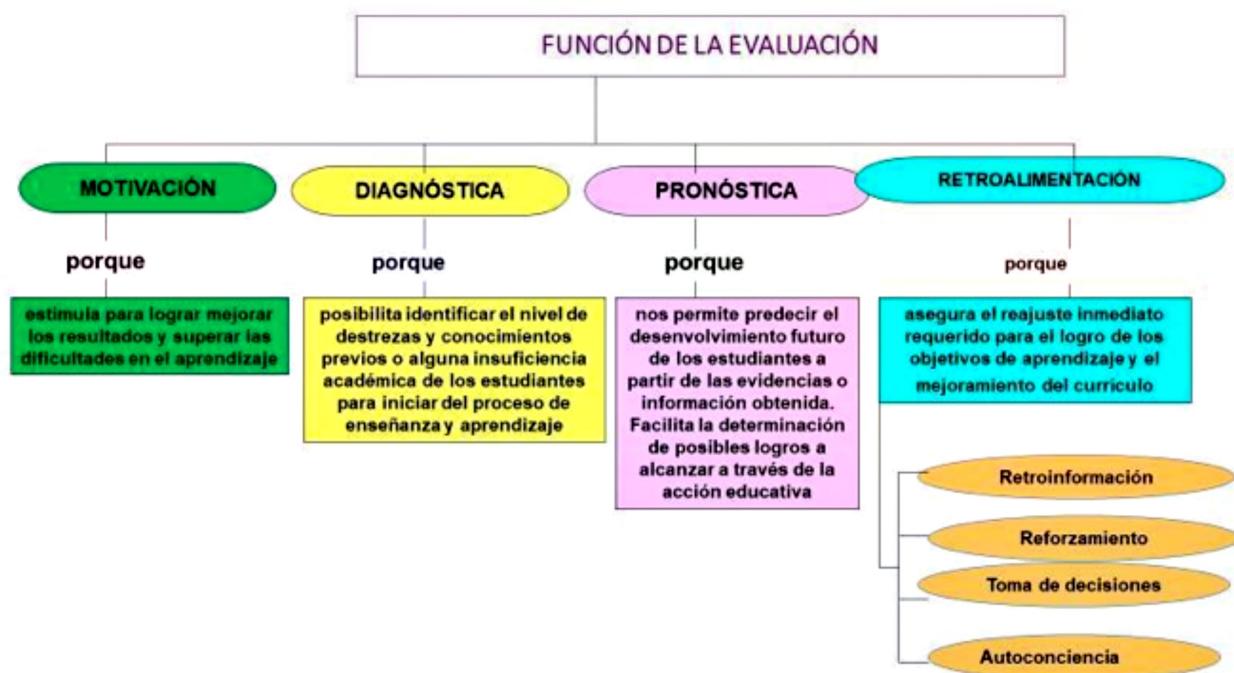 FUNCIÓN DE LA EVALUACIÓN
MOTIVACIÓN
DIAGNÓSTICA
PRONÓSTICA
RETROALIMENTACIÓN
porque
porque
porque
porque
estimula para lograr mejorar
los resultados y superar las
dificultades en el aprendizaje
posibilita identificar el nivel de
destrezas y conocimientos
previos o alguna insuficiencia
académica de los estudiantes
para iniciar del proceso de
enseñanza y aprendizaje
nos permite predecir el
desenvolvimiento futuro
de los estudiantes a
partir de las evidencias o
información obtenida.
Facilita la determinación
de posibles logros a
alcanzar a través de la
acción educativa
asegura el reajuste inmediato
requerido para el logro de los
objetivos de aprendizaje y el
mejoramiento del currículo
Retroinformación
Reforzamiento
Toma de decisiones
Autoconciencia